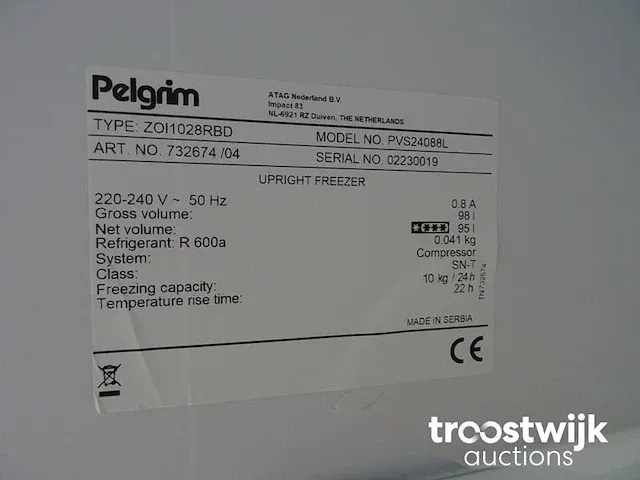 Pelgrim
ATAG Nederland B.V.
Impact 83
NL-6921 RZ Duiven, THE NETHERLANDS
TYPE: ZOI1028RBD MODEL NO. PVS24088L
ART. NO. 732674 /04 SERIAL NO. 02230019
UPRIGHT FREEZER
220-240 V ~ 50 Hz 0.8 A
Gross volume: 98 l
Net volume: 95 l
Refrigerant: R 600a 0.041 kg
System: Compressor
Class: SN-T
Freezing capacity: 10 kg / 24 h
Temperature rise time: 22 h
TN732674
MADE IN SERBIA
CE
troostwijk
auctions